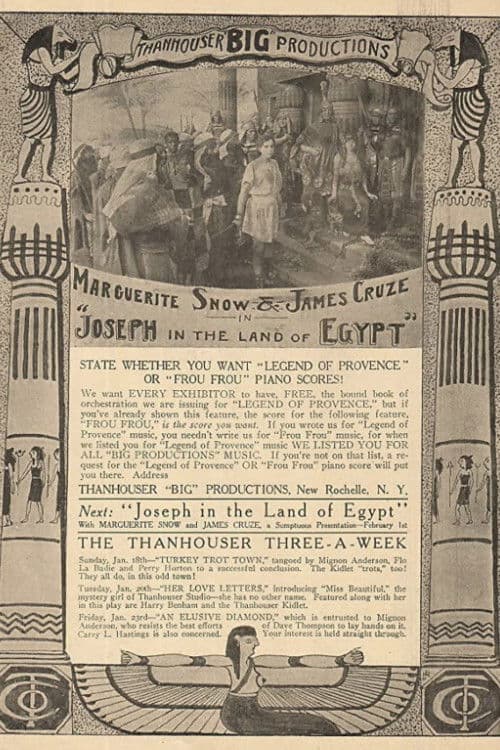 THANHOUSER BIG PRODUCTIONS
MARGUERITE SNOW & JAMES CRUZE
IN
"JOSEPH IN THE LAND OF EGYPT"
STATE WHETHER YOU WANT "LEGEND OF PROVENCE"
OR "FROU FROU" PIANO SCORES!
We want EVERY EXHIBITOR to have, FREE, the bound book of
orchestration we are issuing for "LEGEND OF PROVENCE," but if
you've already shown this feature, the score for the following feature,
"FROU FROU," is the score you want. If you wrote us for "Legend of
Provence" music, you needn't write us for "Frou Frou" music, for when
we listed you for "Legend of Provence" music WE LISTED YOU FOR
ALL "BIG PRODUCTIONS" MUSIC. If you're not on that list, a re-
quest for the "Legend of Provence" OR "Frou Frou" piano score will put
you there. Address
THANHOUSER "BIG" PRODUCTIONS, New Rochelle, N. Y.
Next: "Joseph in the Land of Egypt"
With MARGUERITE SNOW and JAMES CRUZE, a Sumptuous Presentation—February 1st
THE THANHOUSER THREE-A-WEEK
Sunday, Jan. 18th—"TURKEY TROT TOWN," tangoed by Mignon Anderson, Flo
La Badie and Perry Horton to a successful conclusion. The Kidlet "trots," too!
They all do, in this odd town!
Tuesday, Jan. 20th—"HER LOVE LETTERS," introducing "Miss Beautiful," the
mystery girl of Thanhouser Studio—she has no other name. Featured along with her
in this play are Harry Benham and the Thanhouser Kidlet.
Friday, Jan. 23rd—"AN ELUSIVE DIAMOND," which is entrusted to Mignon
Anderson, who resists the best efforts of Dave Thompson to lay hands on it.
Carry L. Hastings is also concerned. Your interest is held straight through.